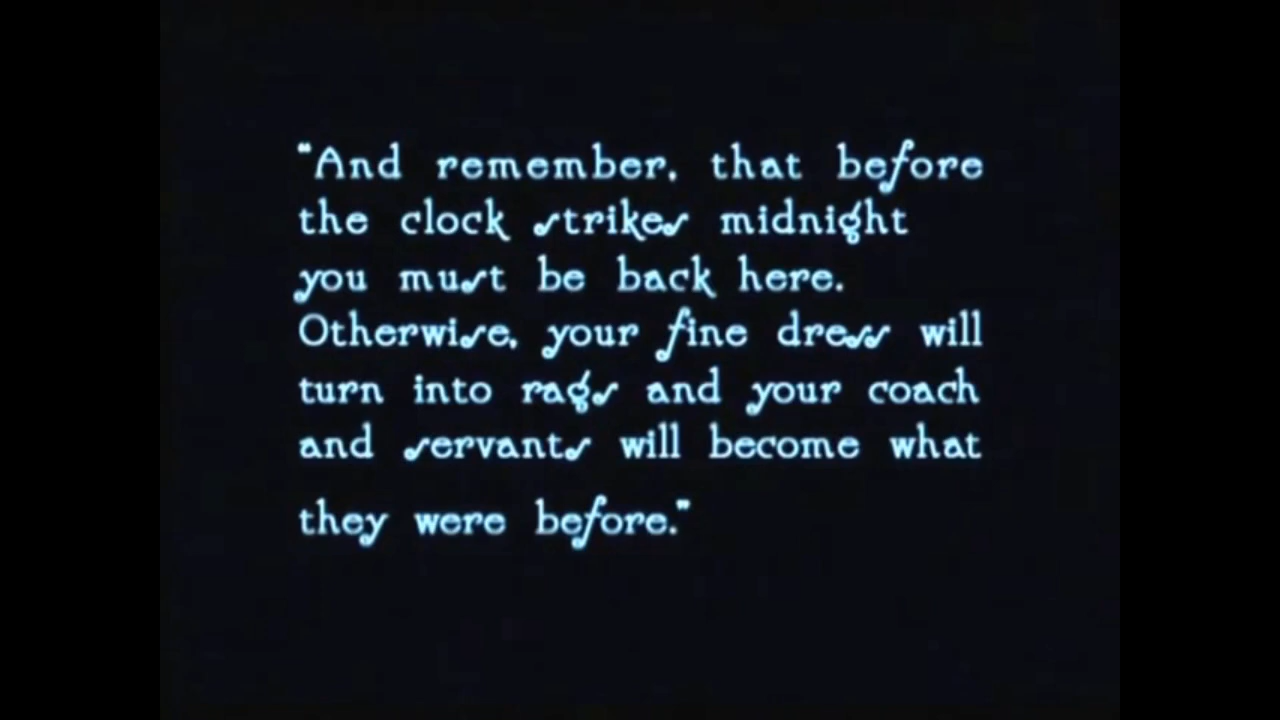 "And remember, that before
the clock strikes midnight
you must be back here.
Otherwise, your fine dress will
turn into rags and your coach
and servants will become what
they were before."